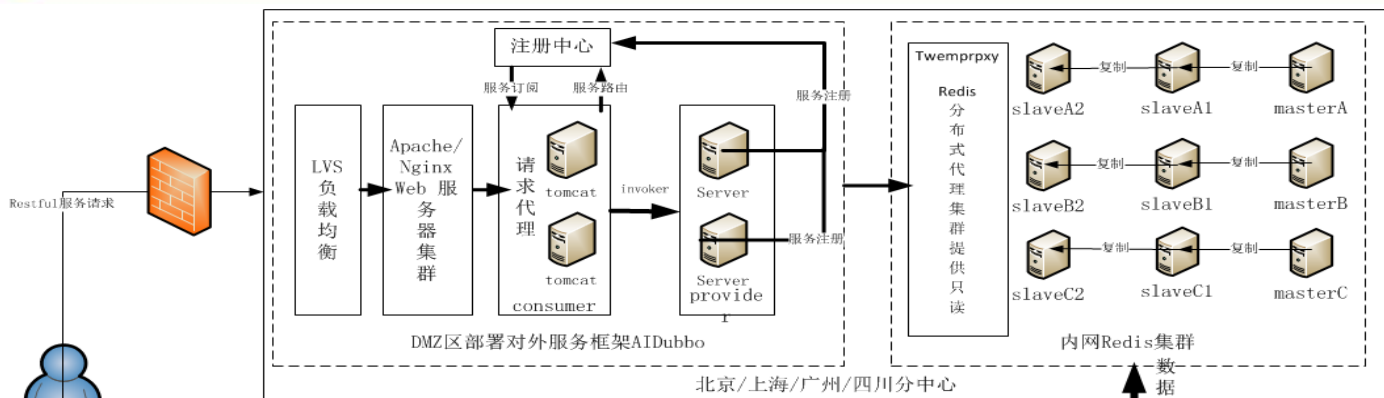 Restful服务请求
注册中心
服务订阅
服务路由
服务注册
LVS
负
载
均
衡
Apache/
Nginx
Web 服
务
器
集
群
请
求
代
理
tomcat
tomcat
consumer
invoker
Server
Server
provide
r
服务注册
DMZ区部署对外服务框架AIDubbo
Twemprpxy
Redis
分
布
式
代
理
集
群
提
供
只
读
slaveA2
复制
slaveA1
复制
masterA
slaveB2
复制
slaveB1
复制
masterB
slaveC2
复制
slaveC1
复制
masterC
内网Redis集群
北京/上海/广州/四川分中心
数
据